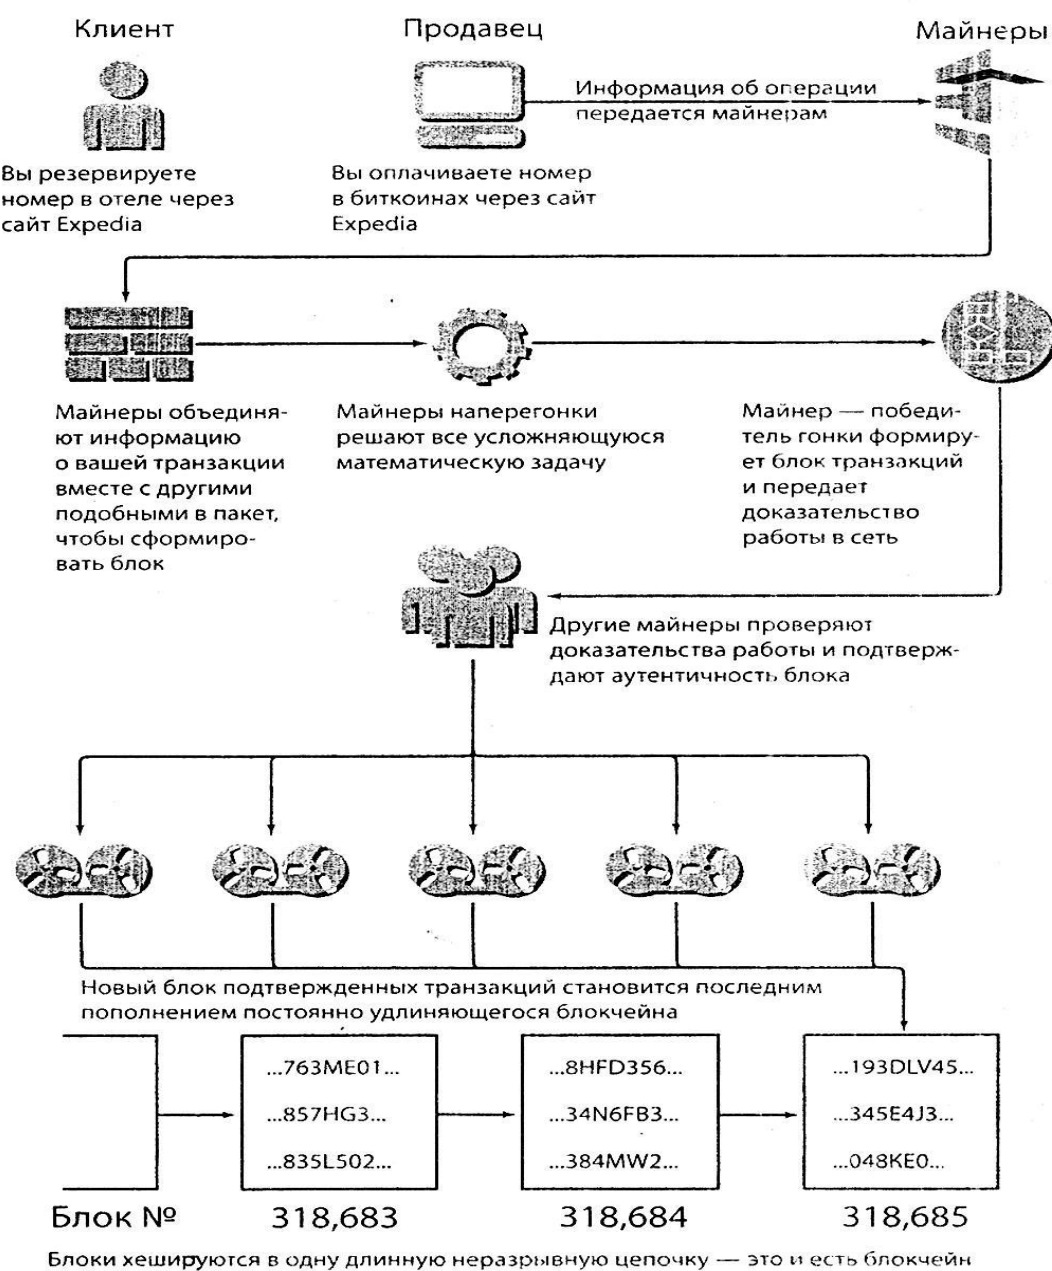 Клиент
Продавец
Майнеры
Информация об операции
передается майнерам
Вы резервируете
номер в отеле через
сайт Expedia
Вы оплачиваете номер
в биткоинах через сайт
Expedia
Майнеры объединя-
ют информацию
о вашей транзакции
вместе с другими
подобными в пакет,
чтобы сформиро-
вать блок
Майнеры наперегонки
решают все усложняющуюся
математическую задачу
Майнер — победи-
тель гонки формиру-
ет блок транзакций
и передает
доказательство
работы в сеть
Другие майнеры проверяют
доказательства работы и подтверж-
дают аутентичность блока
Новый блок подтвержденных транзакций становится последним
пополнением постоянно удлиняющегося блокчейна
...763ME01...
...857HG3...
...835L502...
...8HFD356...
...34N6FB3...
...384MW2...
...193DLV45...
...345E4J3...
...048KE0...
Блок №
318,683
318,684
318,685
Блоки хешируются в одну длинную неразрывную цепочку — это и есть блокчейн